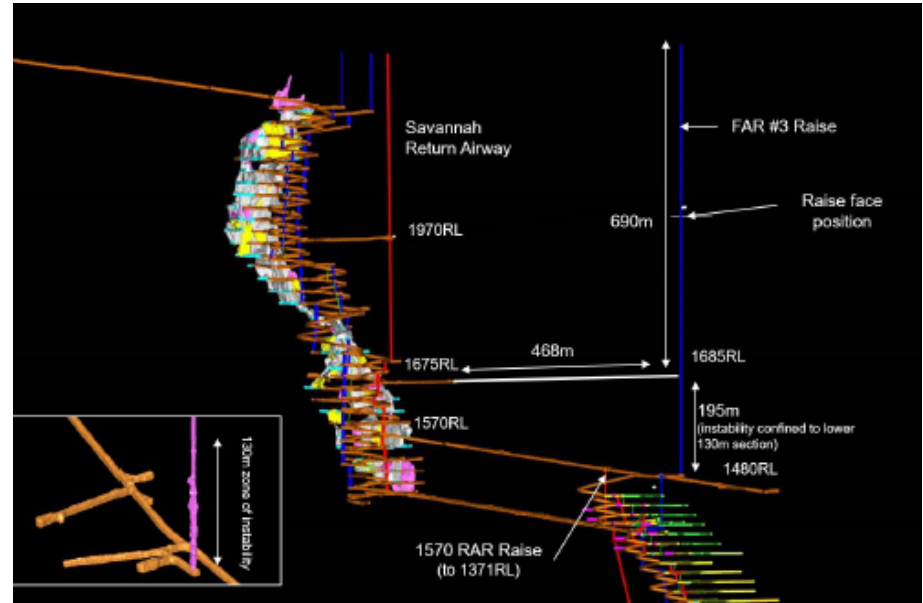 Savannah
Return Airway
FAR #3 Raise
Raise face
position
690m
1970RL
468m
1675RL
1685RL
195m
(instability confined to lower
130m section)
1570RL
1480RL
130m zone of instability
1570 RAR Raise
(to 1371RL)